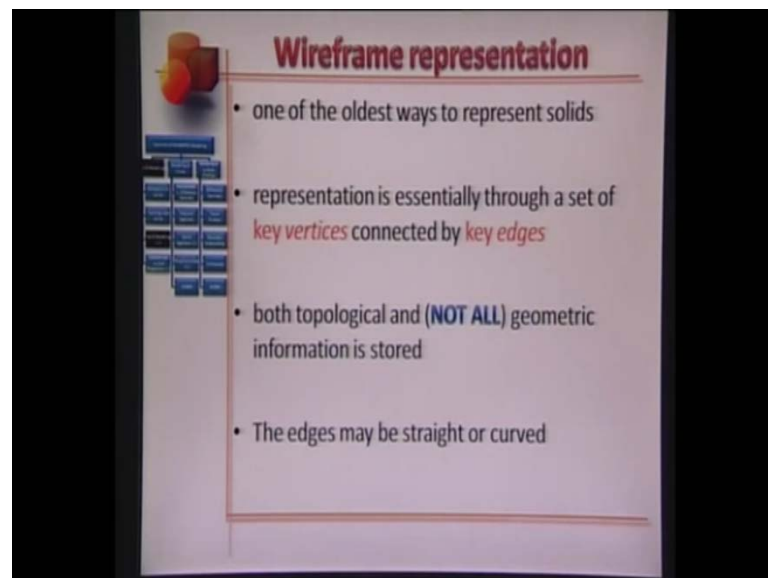 Wireframe representation
• one of the oldest ways to represent solids
• representation is essentially through a set of
key vertices connected by key edges
• both topological and (NOT ALL) geometric
information is stored
• The edges may be straight or curved